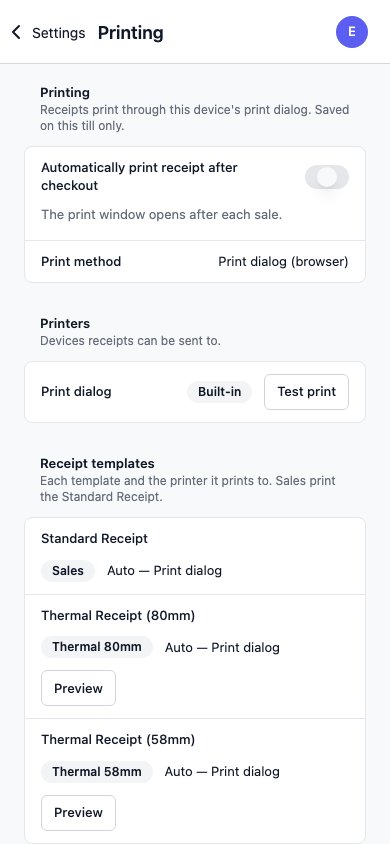 Settings Printing E
Printing
Receipts print through this device's print dialog. Saved
on this till only.
Automatically print receipt after
checkout
The print window opens after each sale.
Print method Print dialog (browser)
Printers
Devices receipts can be sent to.
Print dialog Built-in Test print
Receipt templates
Each template and the printer it prints to. Sales print
the Standard Receipt.
Standard Receipt
Sales Auto — Print dialog
Thermal Receipt (80mm)
Thermal 80mm Auto — Print dialog
Preview
Thermal Receipt (58mm)
Thermal 58mm Auto — Print dialog
Preview